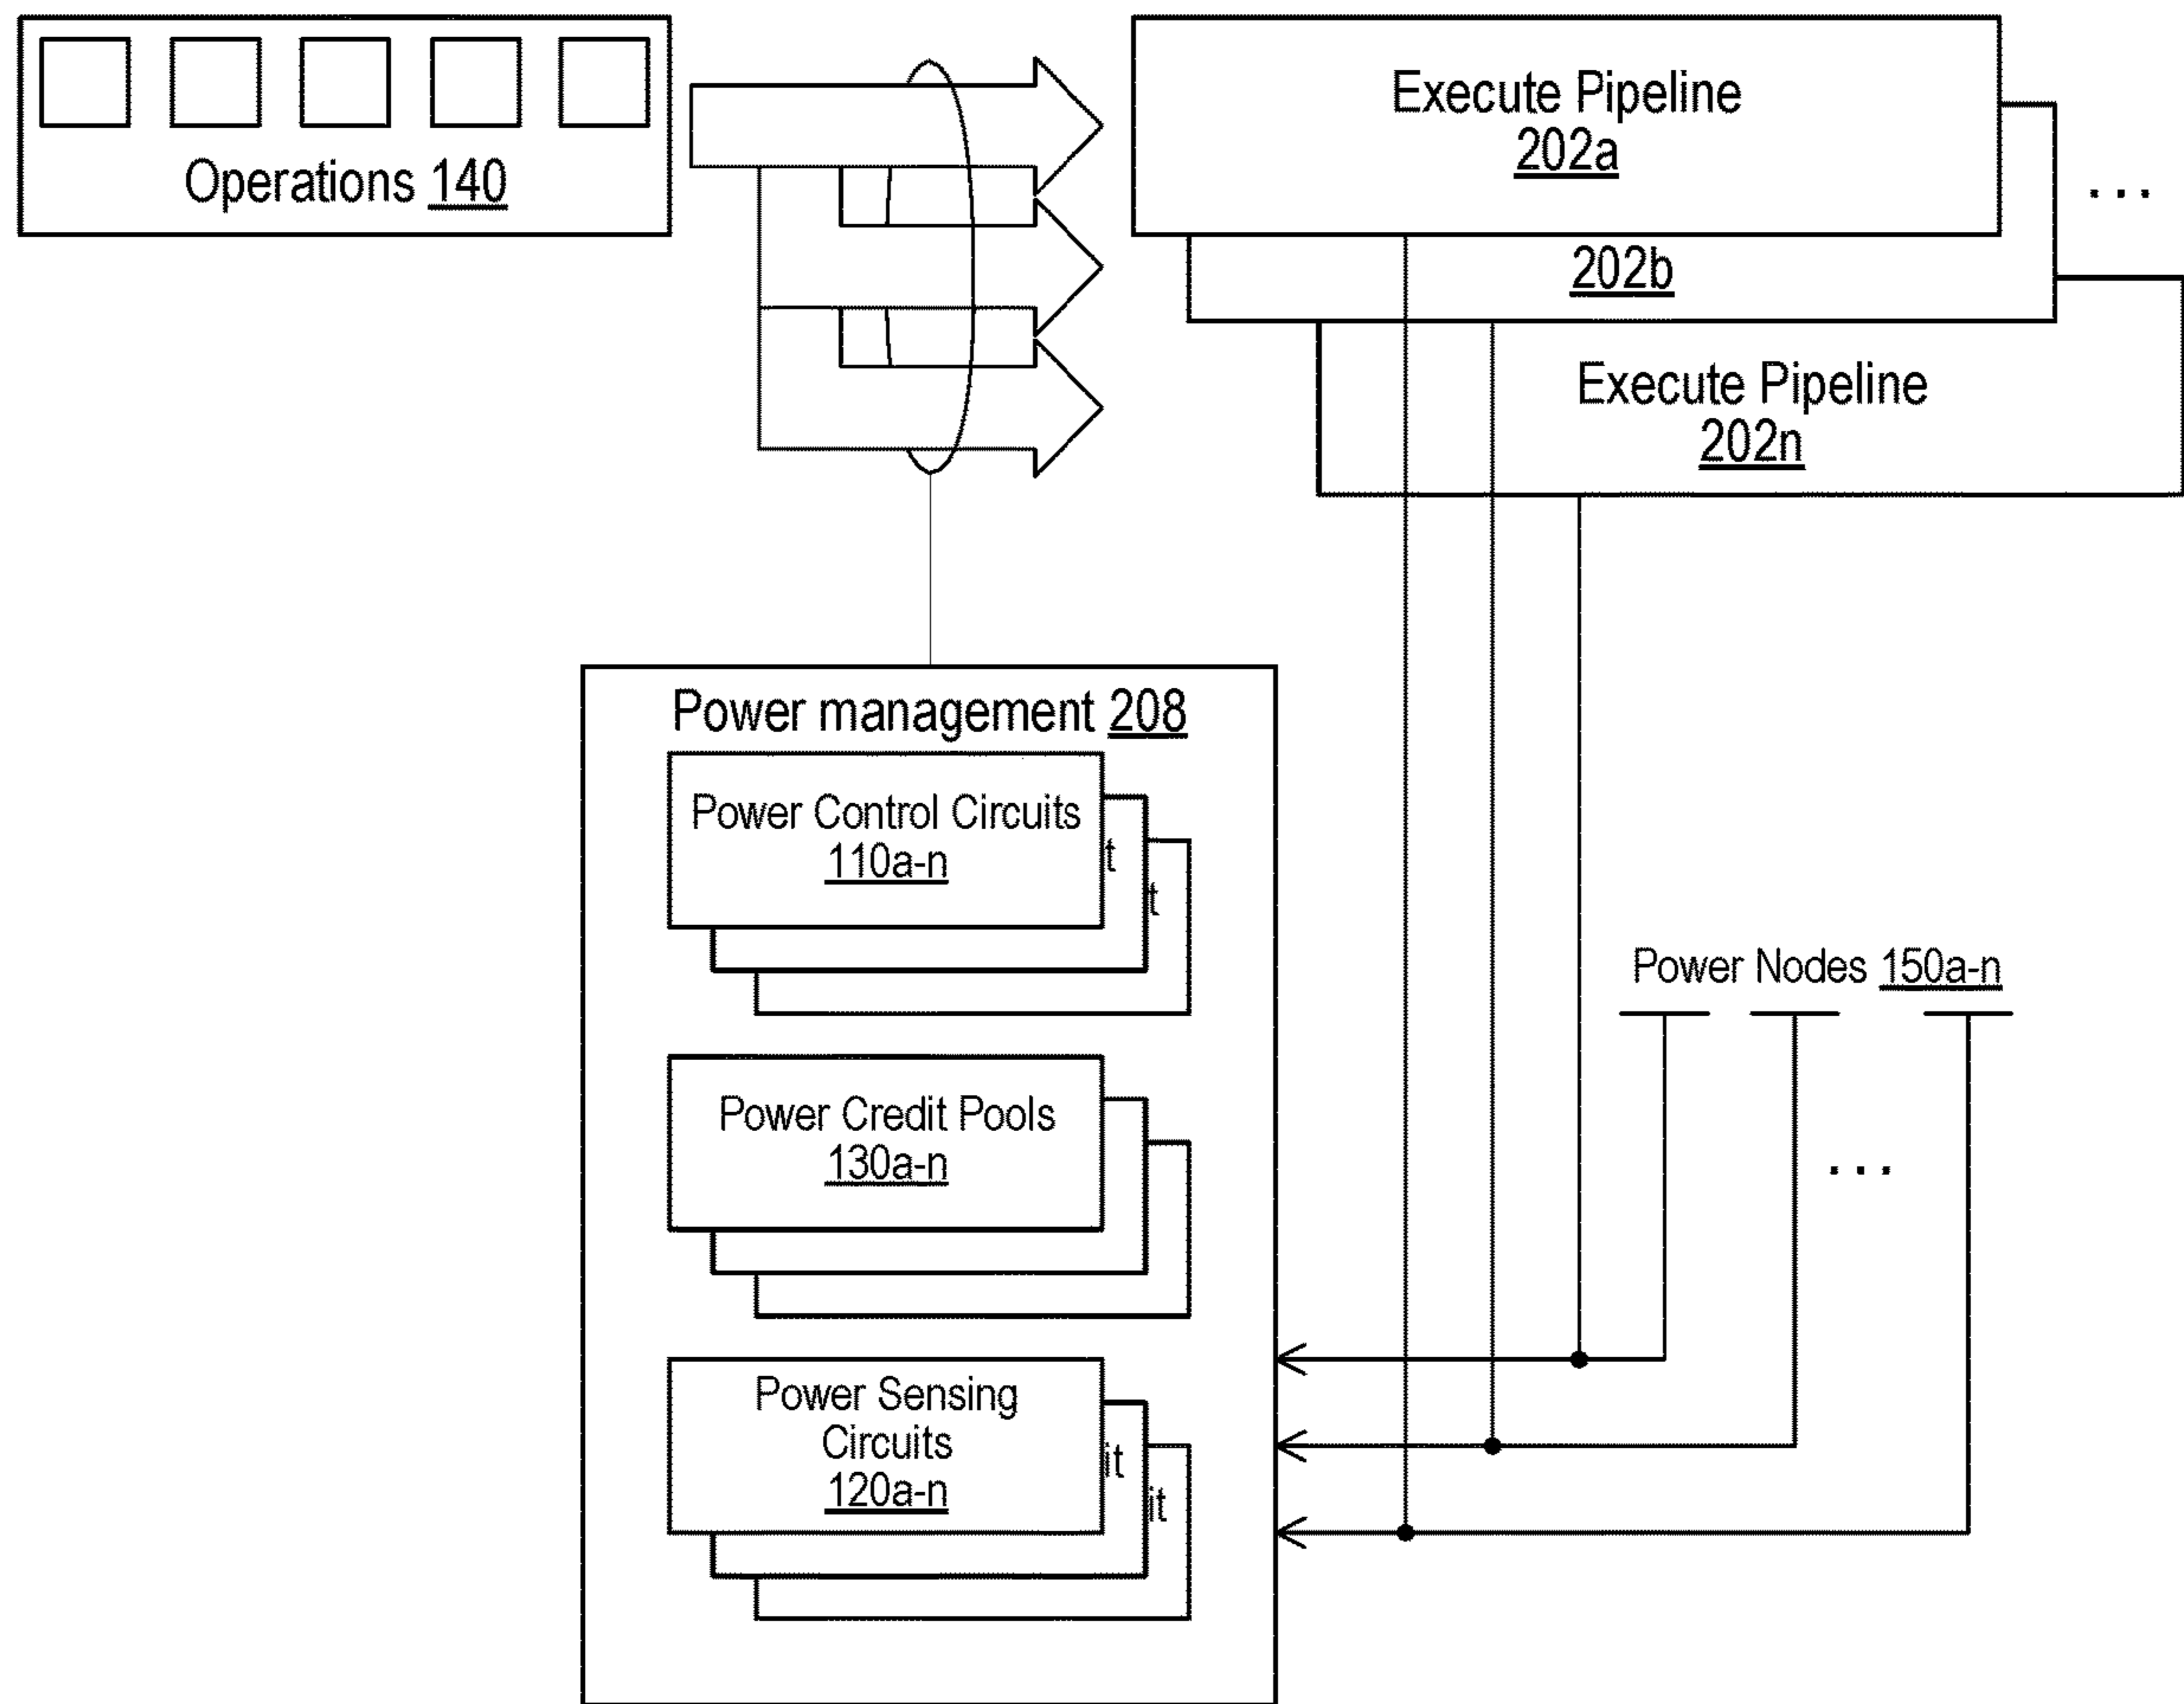 Operations 140
Execute Pipeline
202a
...
202b
Execute Pipeline
202n
Power management 208
Power Control Circuits
110a-n
t
t
Power Nodes 150a-n
Power Credit Pools
130a-n
...
Power Sensing
Circuits
120a-n
it
it